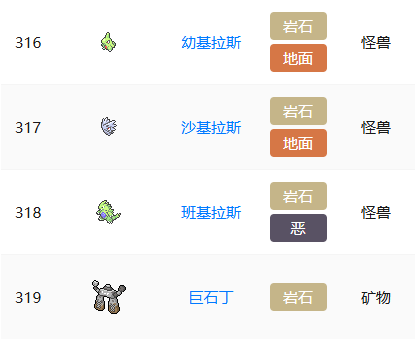 316 幼基拉斯 岩石 怪兽
地面
317 沙基拉斯 岩石 怪兽
地面
318 班基拉斯 岩石 怪兽
恶
319 巨石丁 岩石 矿物